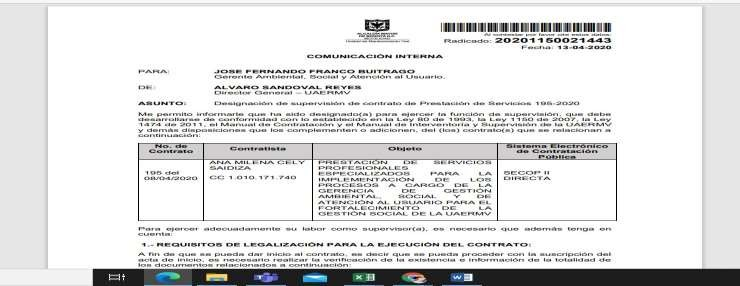 Al contestar por favor cite estos datos:
Radicado: 20201150021443
Fecha: 13-04-2020
COMUNICACIÓN INTERNA
PARA: JOSE FERNANDO FRANCO BUITRAGO
Gerente Ambiental, Social y Atención al Usuario.
DE: ALVARO SANDOVAL REYES
Director General – UAERMV
ASUNTO: Designación de supervisión de contrato de Prestación de Servicios 195-2020
Me permito informarle que ha sido designado(a) para ejercer la función de supervisión, que debe
desarrollarse de conformidad con lo establecido en la Ley 80 de 1993, la Ley 1150 de 2007, la Ley
1474 de 2011, el Manual de Contratación y el Manual de Interventoría y Supervisión de la UAERMV
y demás disposiciones que los complementen o adicionen, del (los) contrato(s) que se relacionan a
continuación:
No. de Contrato
Contratista
Objeto
Sistema Electrónico de Contratación Pública
195 del
08/04/2020
ANA MILENA CELY
SAIDIZA
CC 1.010.171.740
PRESTACIÓN DE SERVICIOS
PROFESIONALES
ESPECIALIZADOS PARA LA
IMPLEMENTACIÓN DE LOS
PROCESOS A CARGO DE LA
GERENCIA DE GESTIÓN
AMBIENTAL, SOCIAL Y DE
ATENCIÓN AL USUARIO PARA EL
FORTALECIMIENTO DE LA
GESTIÓN SOCIAL DE LA UAERMV
SECOP II
DIRECTA
Para ejercer adecuadamente su labor como supervisor(a), es necesario que además tenga en
cuenta:
1.- REQUISITOS DE LEGALIZACIÓN PARA LA EJECUCIÓN DEL CONTRATO:
A fin de que se pueda dar inicio al contrato, es decir que se pueda proceder con la suscripción del
acta de inicio, es necesario realizar la verificación de la existencia e información de la totalidad de
los documentos relacionados a continuación: